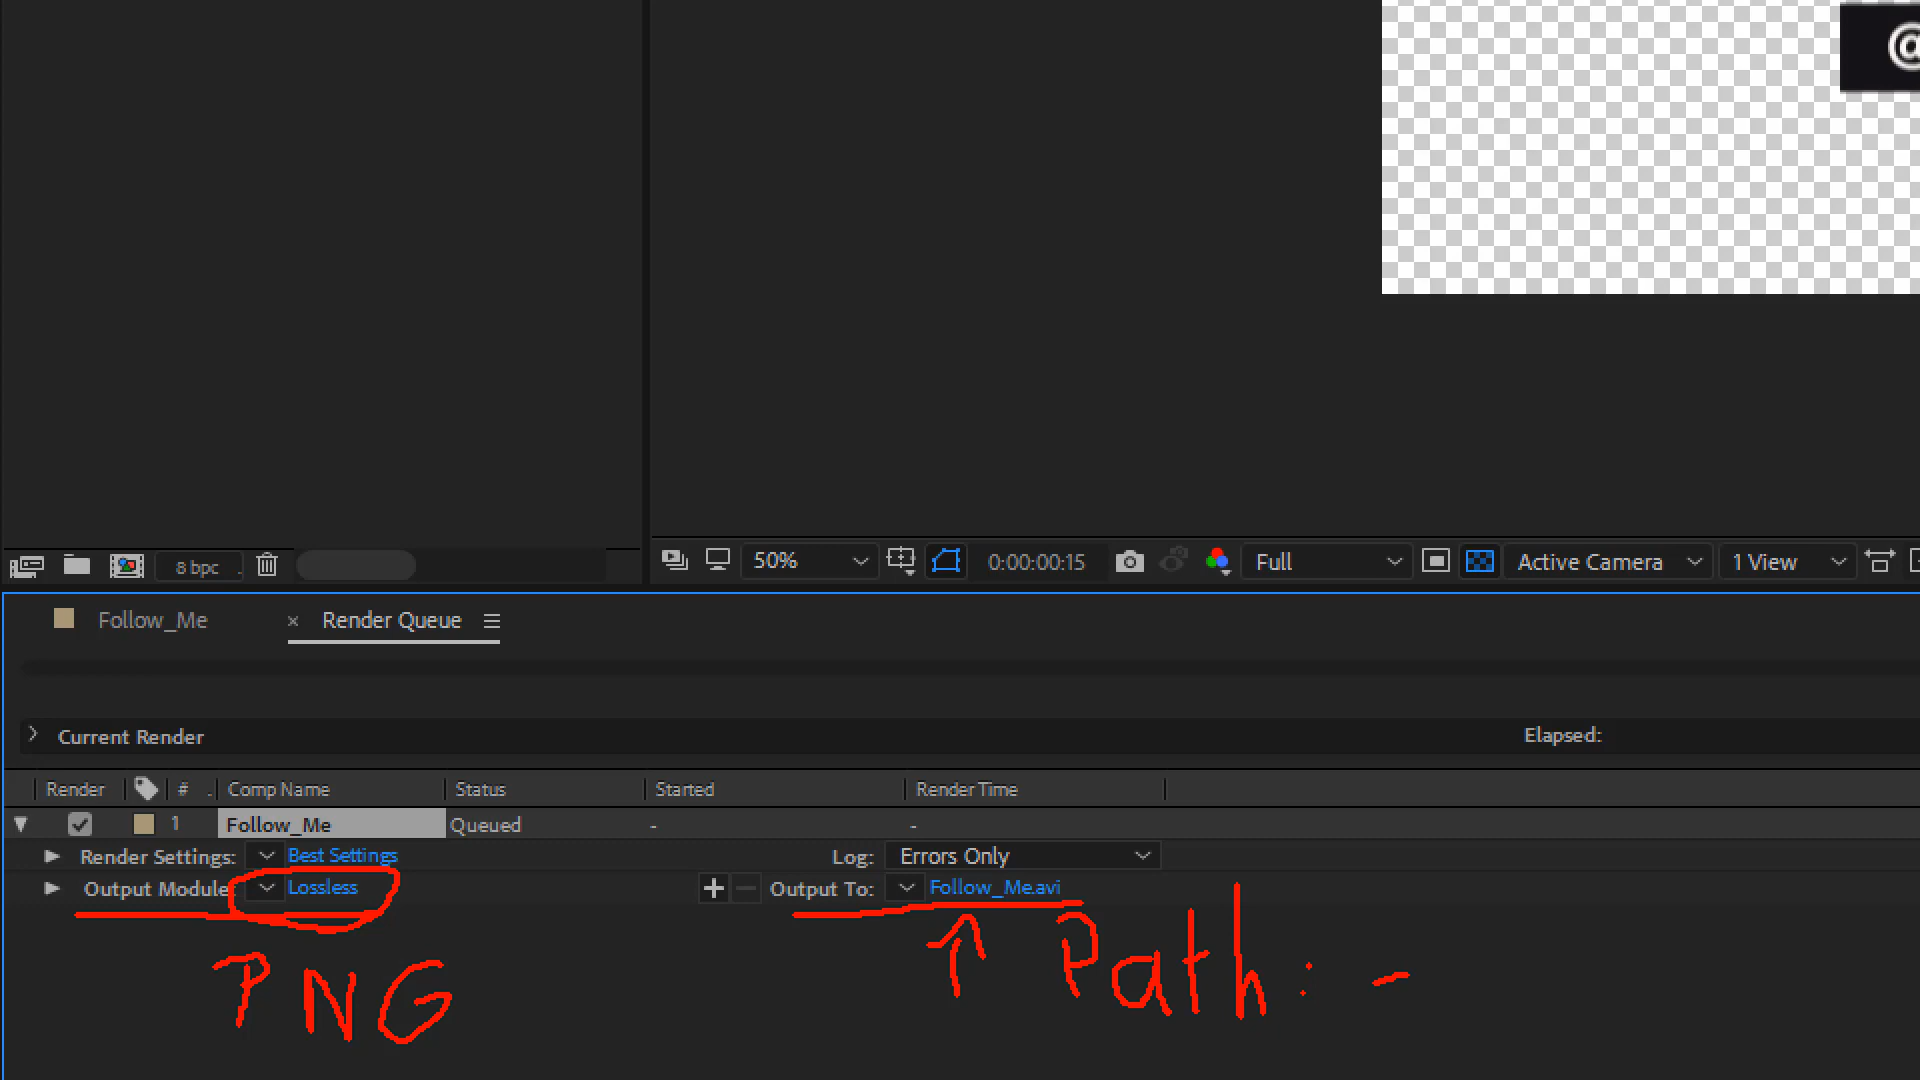 @
8 bpc
50%
0:00:00:15
Full
Active Camera
1 View
Follow_Me
× Render Queue
Current Render
Elapsed:
Render # . Comp Name Status Started Render Time
1 Follow_Me Queued - -
Render Settings: Best Settings Log: Errors Only
Output Module: Lossless + - Output To: Follow_Me.avi
PNG
Path: -